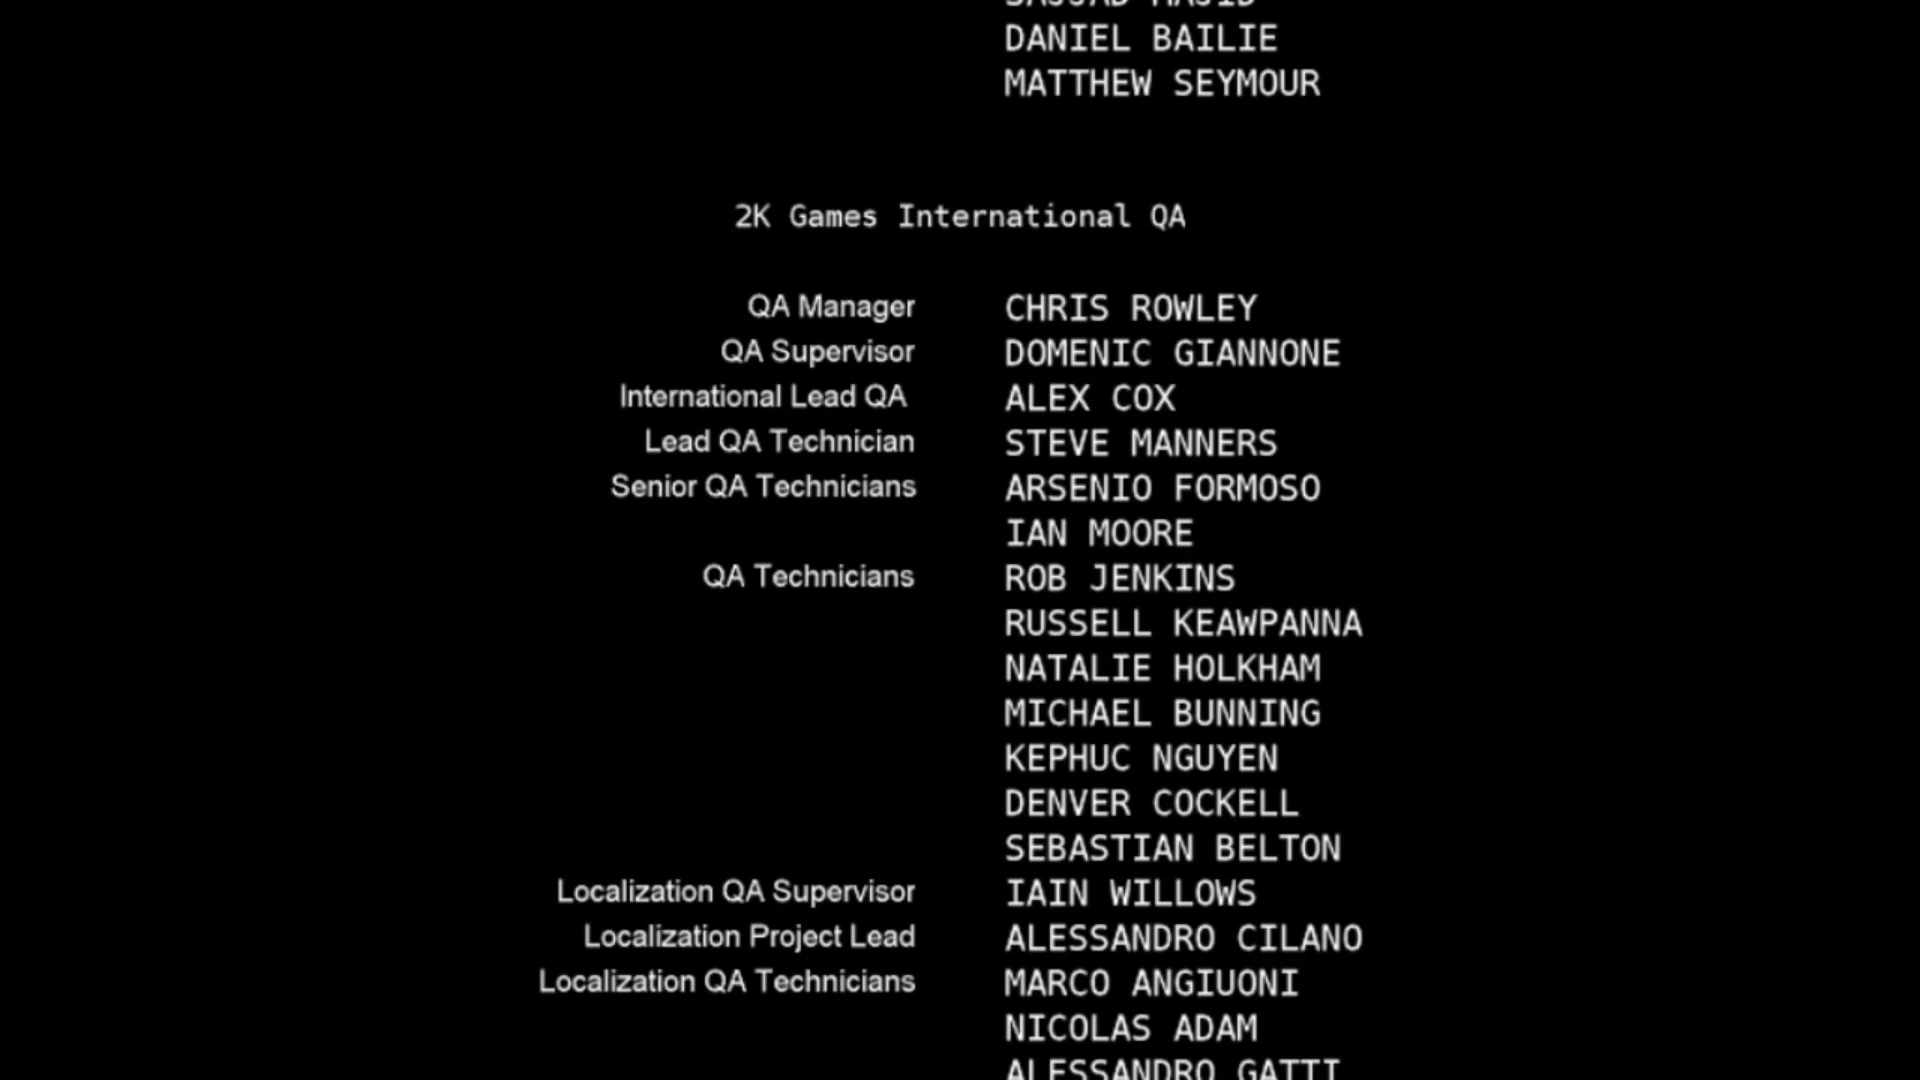 DANIEL BAILIE
MATTHEW SEYMOUR
2K Games International QA
QA Manager CHRIS ROWLEY
QA Supervisor DOMENIC GIANNONE
International Lead QA ALEX COX
Lead QA Technician STEVE MANNERS
Senior QA Technicians ARSENIO FORMOSO
IAN MOORE
QA Technicians ROB JENKINS
RUSSELL KEAWPANNA
NATALIE HOLKHAM
MICHAEL BUNNING
KEPHUC NGUYEN
DENVER COCKELL
SEBASTIAN BELTON
Localization QA Supervisor IAIN WILLOWS
Localization Project Lead ALESSANDRO CILANO
Localization QA Technicians MARCO ANGIUONI
NICOLAS ADAM
ALESSANDRO GATTI